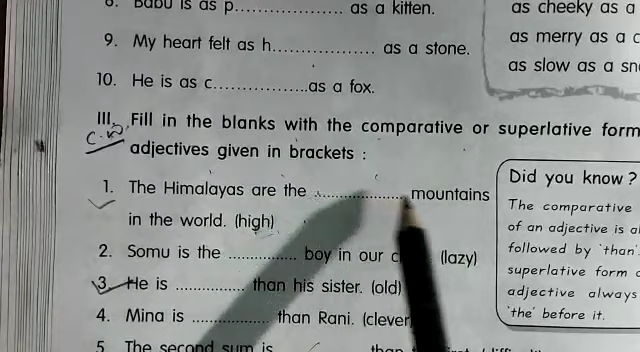 8. Babu is as p.................... as a kitten.
9. My heart felt as h.................. as a stone.
10. He is as c................as a fox.
as cheeky as a
as merry as a c
as slow as a sn
III. Fill in the blanks with the comparative or superlative form
adjectives given in brackets :
C.W
1. The Himalayas are the .................. mountains
in the world. (high)
2. Somu is the ............. boy in our c (lazy)
3. He is ............. than his sister. (old)
4. Mina is .............. than Rani. (clever
5. The second sum is
Did you know ?
The comparative
of an adjective is al
followed by 'than'.
superlative form o
adjective always
'the' before it.